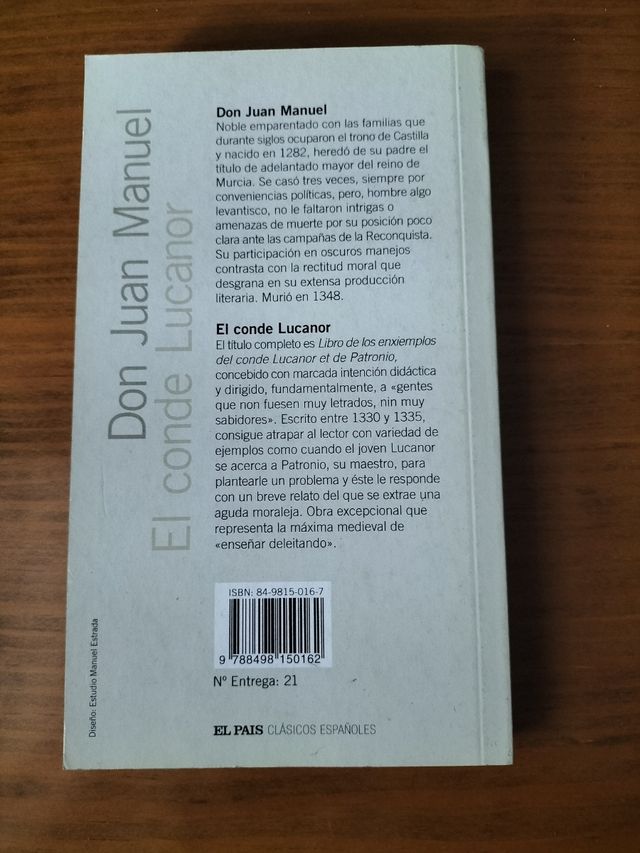 Don Juan Manuel
El conde Lucanor
Don Juan Manuel
Noble emparentado con las familias que
durante siglos ocuparon el trono de Castilla
y nacido en 1282, heredó de su padre el
título de adelantado mayor del reino de
Murcia. Se casó tres veces, siempre por
conveniencias políticas, pero, hombre algo
levantisco, no le faltaron intrigas o
amenazas de muerte por su posición poco
clara ante las campañas de la Reconquista.
Su participación en oscuros manejos
contrasta con la rectitud moral que
desgrana en su extensa producción
literaria. Murió en 1348.
El conde Lucanor
El título completo es Libro de los enxiemplos
del conde Lucanor et de Patronio,
concebido con marcada intención didáctica
y dirigido, fundamentalmente, a «gentes
que non fuesen muy letrados, nin muy
sabidores». Escrito entre 1330 y 1335,
consigue atrapar al lector con variedad de
ejemplos como cuando el joven Lucanor
se acerca a Patronio, su maestro, para
plantearle un problema y éste le responde
con un breve relato del que se extrae una
aguda moraleja. Obra excepcional que
representa la máxima medieval de
«enseñar deleitando».
ISBN: 84-9815-016-7
9 788498 150162
Nº Entrega: 21
EL PAIS CLÁSICOS ESPAÑOLES
Diseño: Estudio Manuel Estrada